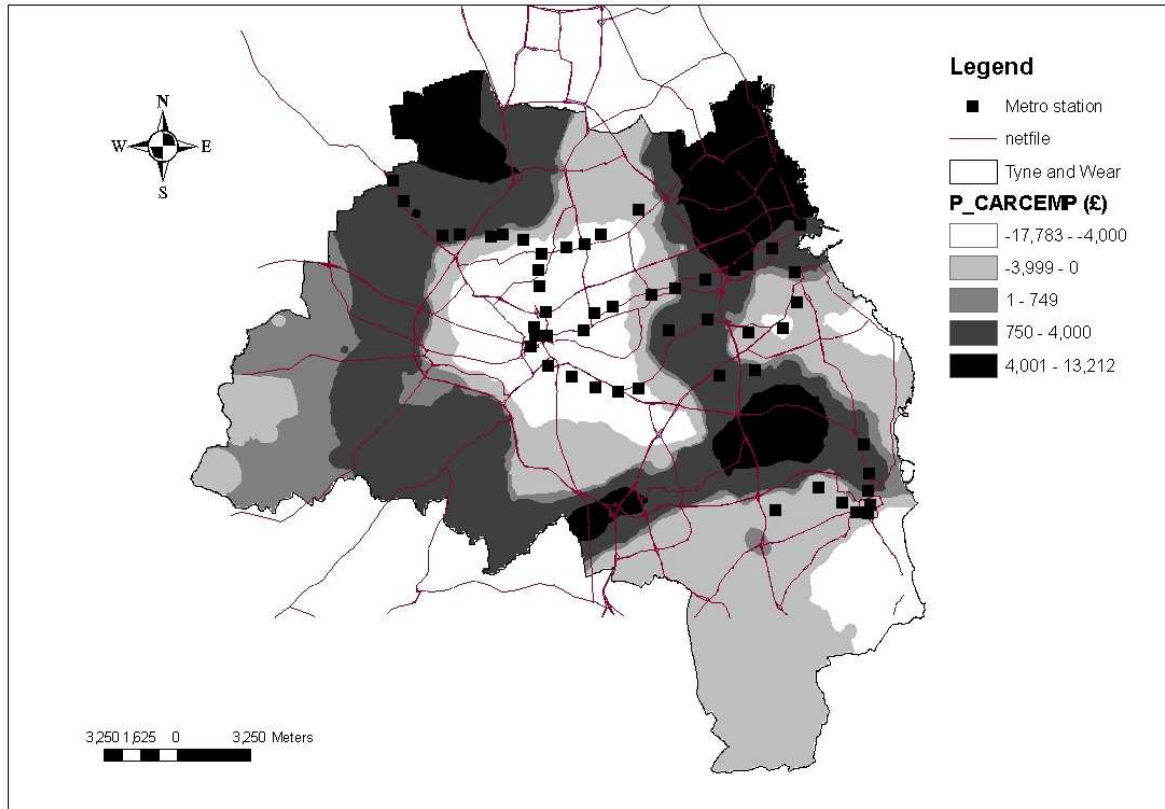 N
W E
S
Legend
Metro station
netfile
Tyne and Wear
P_CARCEMP (£)
-17,783 - -4,000
-3,999 - 0
1 - 749
750 - 4,000
4,001 - 13,212
3,250 1,625 0 3,250 Meters